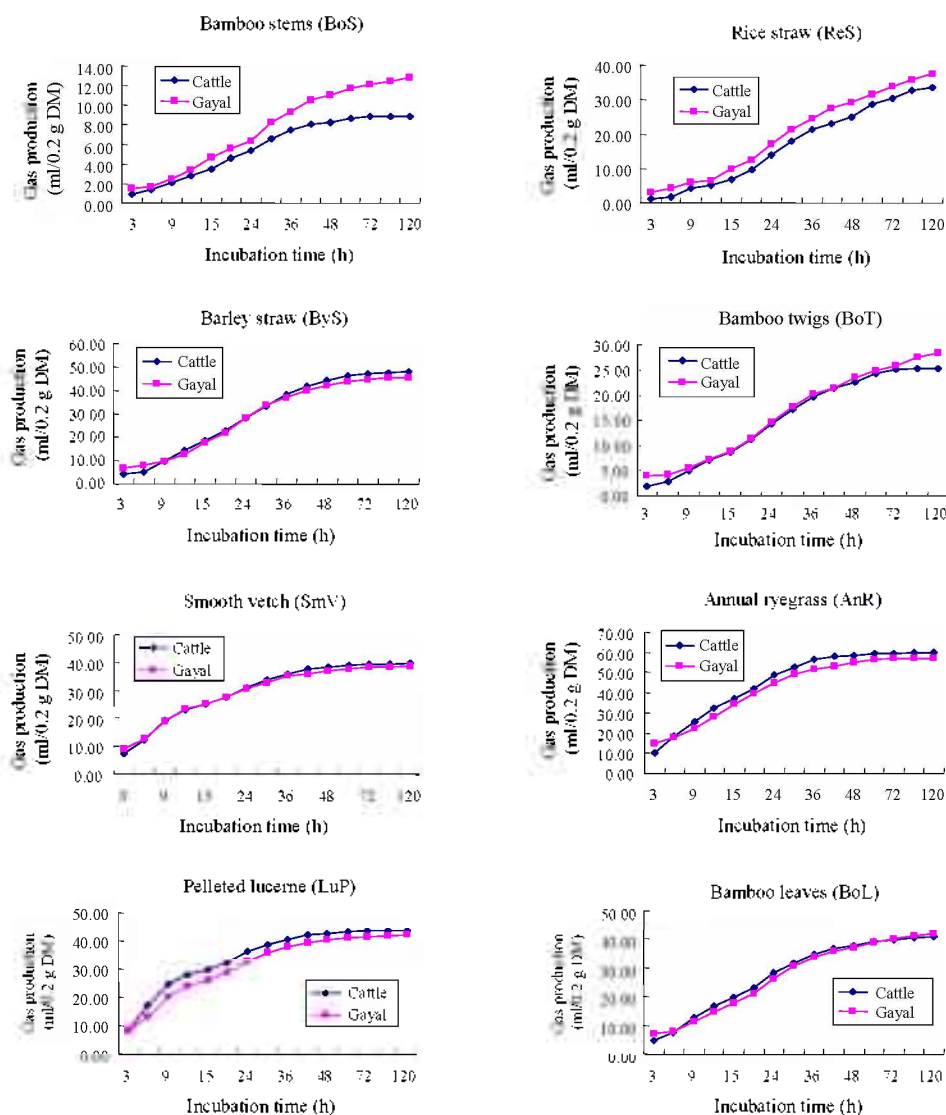 Bamboo stems (BoS)
Gas production
(ml/0.2 g DM)
14.00
12.00
10.00
8.00
6.00
4.00
2.00
0.00
Cattle
Gayal
3 9 15 24 36 48 72 120
Incubation time (h)
Rice straw (ReS)
Gas production
(ml/0.2 g DM)
40.00
30.00
20.00
10.00
0.00
Cattle
Gayal
3 9 15 24 36 48 72 120
Incubation time (h)
Barley straw (ByS)
Gas production
(ml/0.2 g DM)
60.00
50.00
40.00
30.00
20.00
10.00
0.00
Cattle
Gayal
3 9 15 24 36 48 72 120
Incubation time (h)
Bamboo twigs (BoT)
Gas production
(ml/0.2 g DM)
30.00
25.00
20.00
10.00
Cattle
Gayal
3 9 15 24 36 48 72 120
Incubation time (h)
Smooth vetch (SmV)
Gas production
(ml/0.2 g DM)
50.00
40.00
30.00
20.00
10.00
0.00
Cattle
Gayal
9 15 24 36 48 72 120
Incubation time (h)
Annual ryegrass (AnR)
Gas production
(ml/0.2 g DM)
70.00
60.00
50.00
40.00
30.00
20.00
10.00
0.00
Cattle
Gayal
3 9 15 24 36 48 72 120
Incubation time (h)
Pelleted lucerne (LuP)
Gas production
(ml/0.2 g DM)
50.00
40.00
30.00
20.00
10.00
0.00
Cattle
Gayal
3 9 15 24 36 48 72 120
Incubation time (h)
Bamboo leaves (BoL)
Gas production
(ml/0.2 g DM)
50.00
40.00
30.00
20.00
10.00
0.00
Cattle
Gayal
3 9 15 24 36 48 72 120
Incubation time (h)